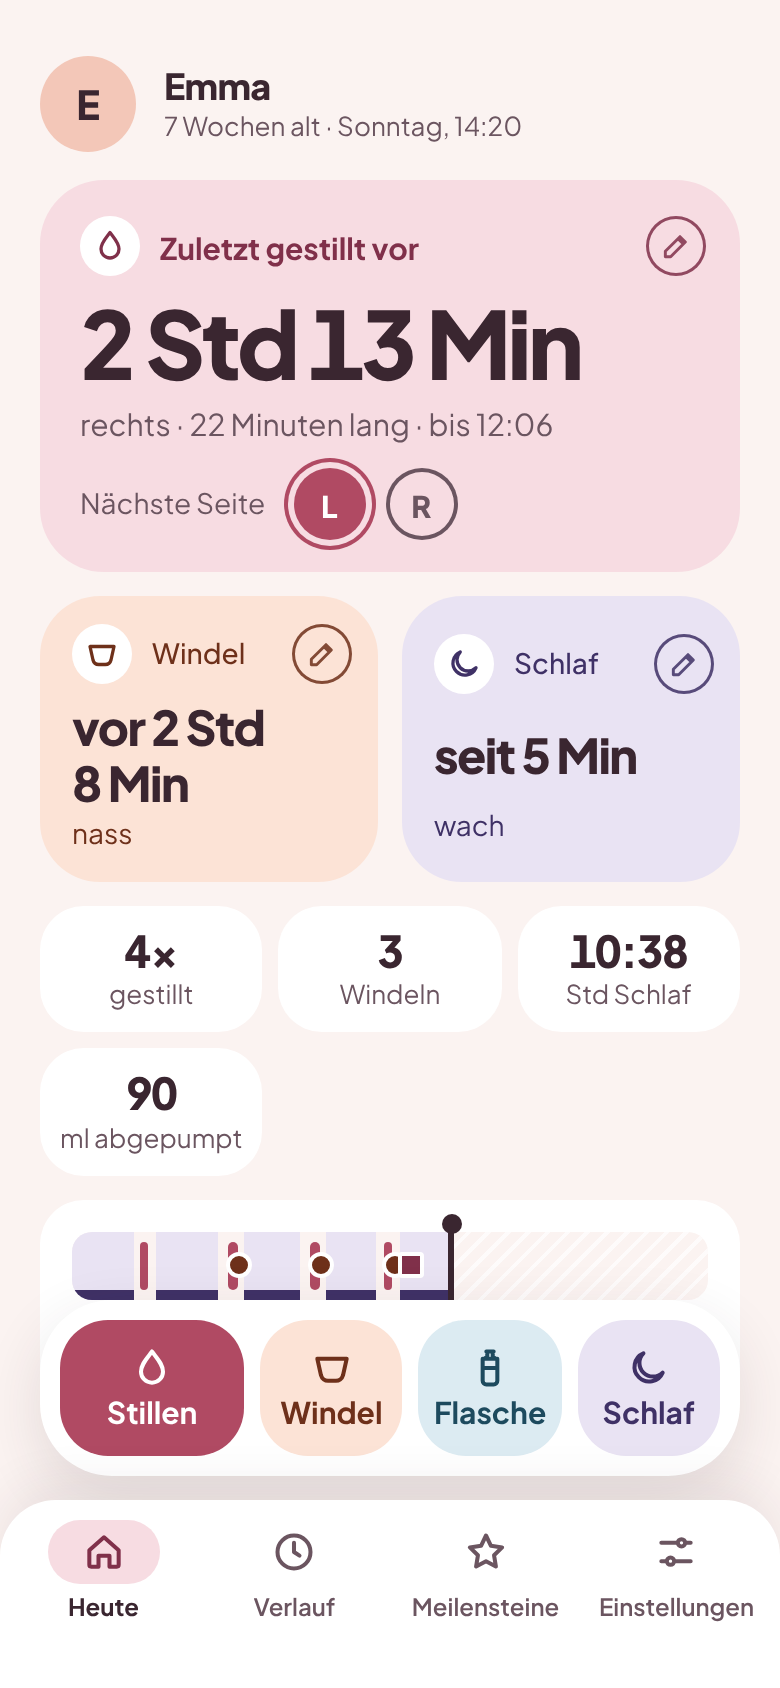 E
Emma
7 Wochen alt · Sonntag, 14:20
Zuletzt gestillt vor
2 Std 13 Min
rechts · 22 Minuten lang · bis 12:06
Nächste Seite
L
R
Windel
vor 2 Std
8 Min
nass
Schlaf
seit 5 Min
wach
4×
gestillt
3
Windeln
10:38
Std Schlaf
90
ml abgepumpt
Stillen
Windel
Flasche
Schlaf
Heute
Verlauf
Meilensteine
Einstellungen